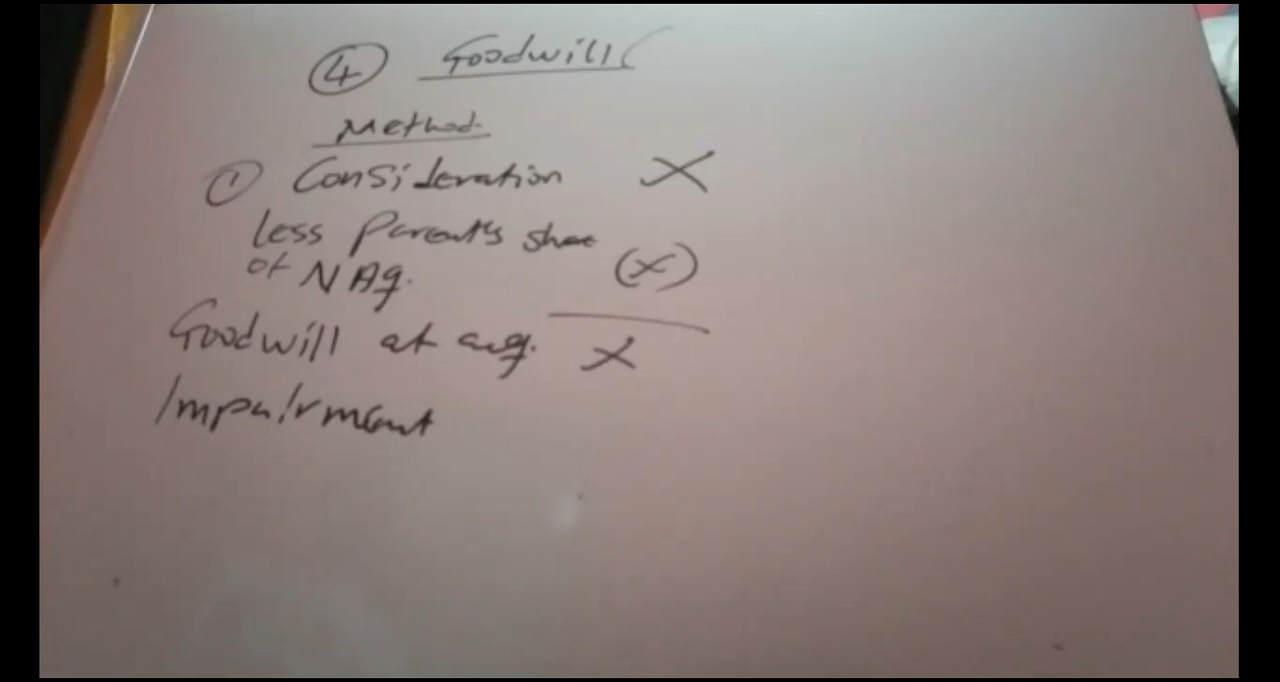 ④ Goodwill (
Method
① Consideration X
less Parent's share
of NAq. (x)
Goodwill at acq. X
Impairment